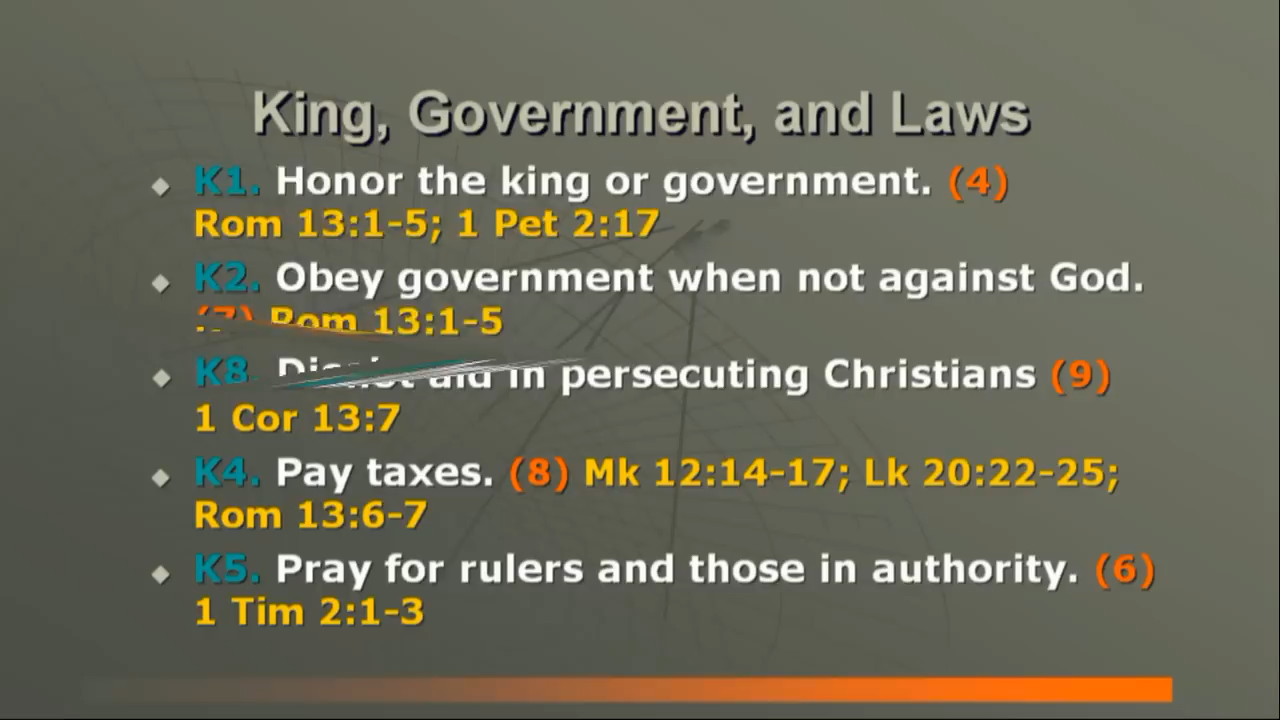 King, Government, and Laws
K1. Honor the king or government. (4)
Rom 13:1-5; 1 Pet 2:17
K2. Obey government when not against God.
(7) Rom 13:1-5
aid in persecuting Christians (9)
1 Cor 13:7
K4. Pay taxes. (8) Mk 12:14-17; Lk 20:22-25;
Rom 13:6-7
K5. Pray for rulers and those in authority. (6)
1 Tim 2:1-3